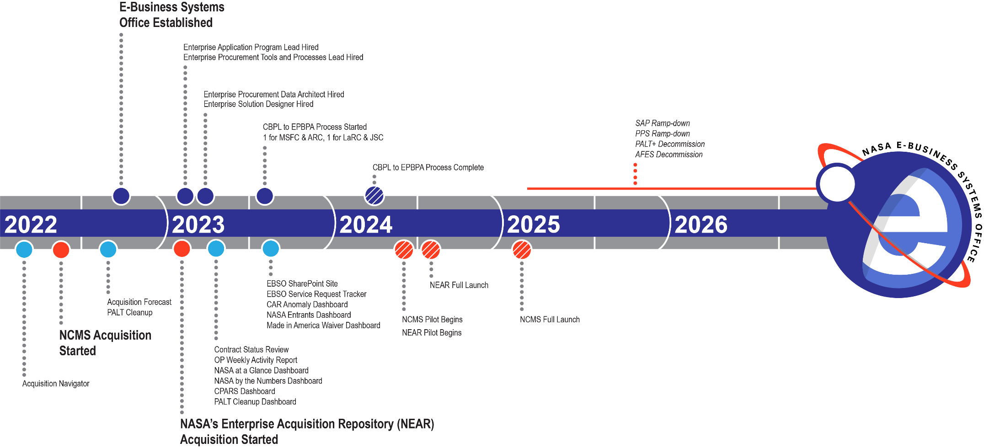 E-Business Systems
Office Established
Enterprise Application Program Lead Hired
Enterprise Procurement Tools and Processes Lead Hired
Enterprise Procurement Data Architect Hired
Enterprise Solution Designer Hired
CBPL to EPBPA Process Started
1 for MSFC & ARC, 1 for LaRC & JSC
CBPL to EPBPA Process Complete
SAP Ramp-down
PPS Ramp-down
PALT+ Decommission
AFES Decommission
NASA E-BUSINESS SYSTEMS OFFICE
e
2022
2023
2024
2025
2026
Acquisition Navigator
NCMS Acquisition
Started
Acquisition Forecast
PALT Cleanup
NASA's Enterprise Acquisition Repository (NEAR)
Acquisition Started
Contract Status Review
OP Weekly Activity Report
NASA at a Glance Dashboard
NASA by the Numbers Dashboard
CPARS Dashboard
PALT Cleanup Dashboard
EBSO SharePoint Site
EBSO Service Request Tracker
CAR Anomaly Dashboard
NASA Entrants Dashboard
Made in America Waiver Dashboard
NCMS Pilot Begins
NEAR Pilot Begins
NEAR Full Launch
NCMS Full Launch